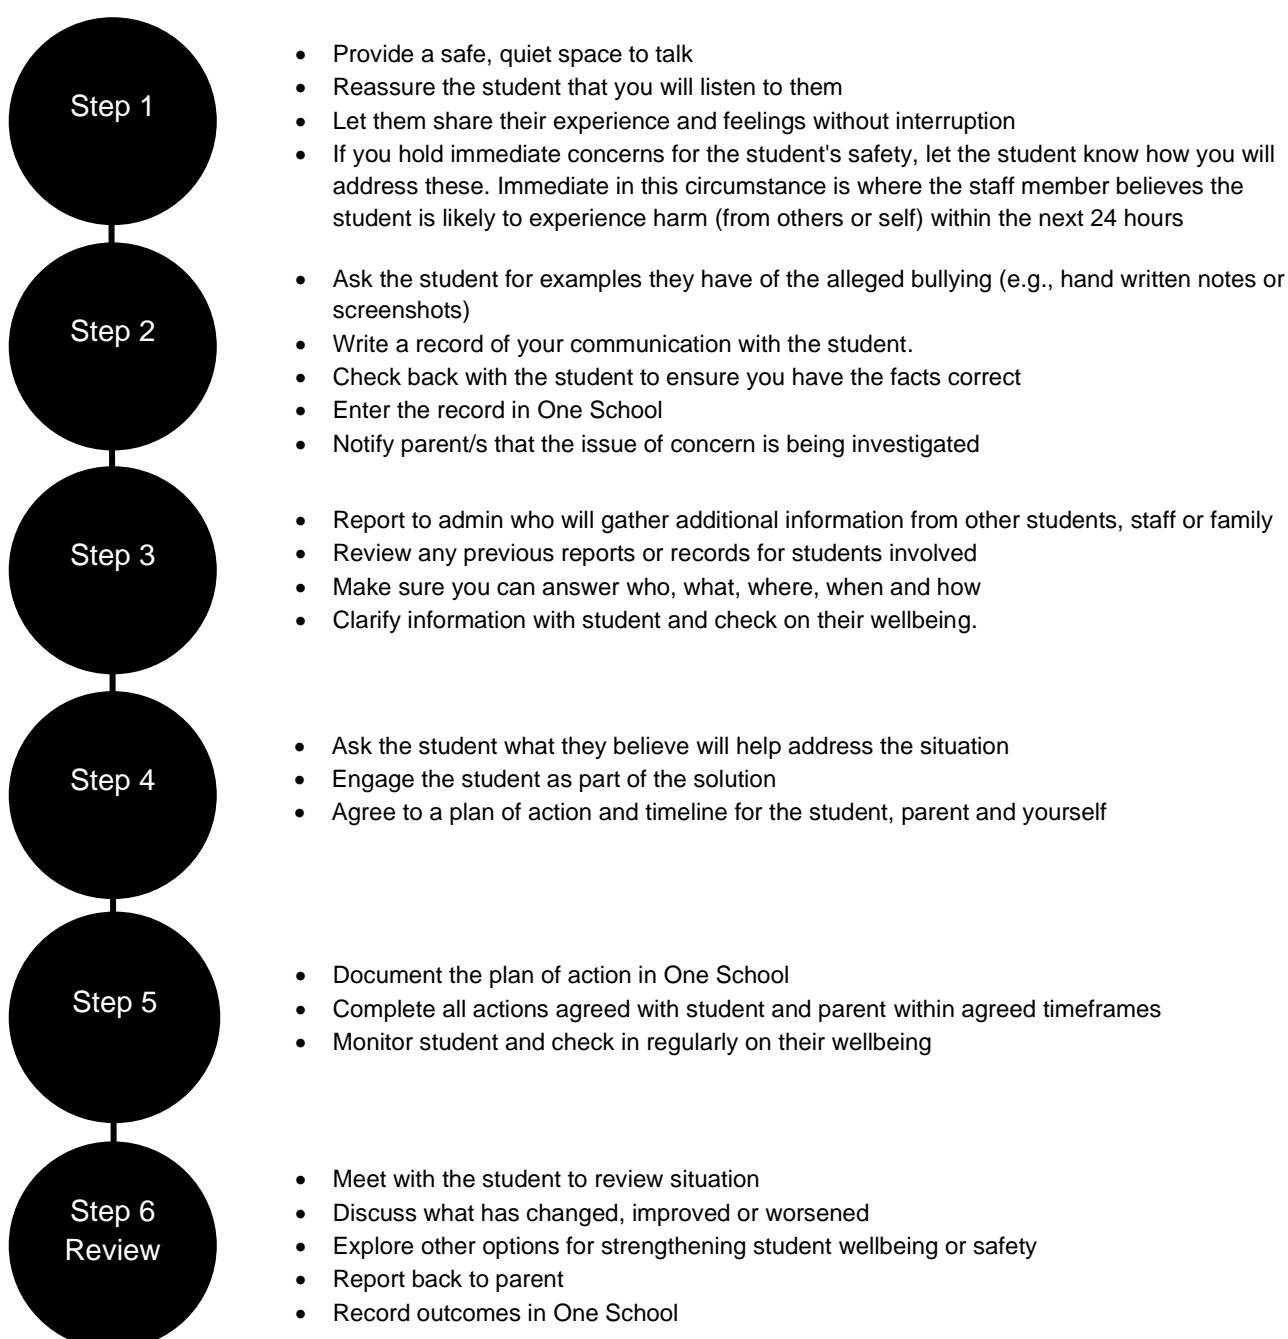 Step 1
• Provide a safe, quiet space to talk
• Reassure the student that you will listen to them
• Let them share their experience and feelings without interruption
• If you hold immediate concerns for the student's safety, let the student know how you will
address these. Immediate in this circumstance is where the staff member believes the
student is likely to experience harm (from others or self) within the next 24 hours
Step 2
• Ask the student for examples they have of the alleged bullying (e.g., hand written notes or
screenshots)
• Write a record of your communication with the student.
• Check back with the student to ensure you have the facts correct
• Enter the record in One School
• Notify parent/s that the issue of concern is being investigated
Step 3
• Report to admin who will gather additional information from other students, staff or family
• Review any previous reports or records for students involved
• Make sure you can answer who, what, where, when and how
• Clarify information with student and check on their wellbeing.
Step 4
• Ask the student what they believe will help address the situation
• Engage the student as part of the solution
• Agree to a plan of action and timeline for the student, parent and yourself
Step 5
• Document the plan of action in One School
• Complete all actions agreed with student and parent within agreed timeframes
• Monitor student and check in regularly on their wellbeing
Step 6
Review
• Meet with the student to review situation
• Discuss what has changed, improved or worsened
• Explore other options for strengthening student wellbeing or safety
• Report back to parent
• Record outcomes in One School